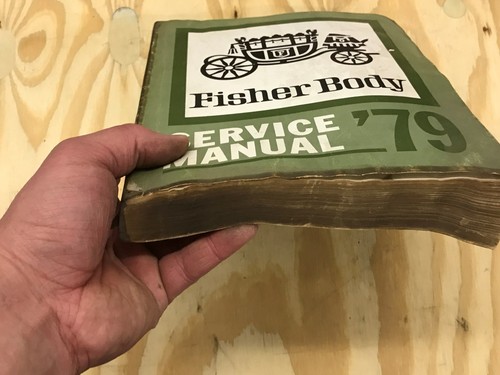 Fisher Body
SERVICE
MANUAL '79